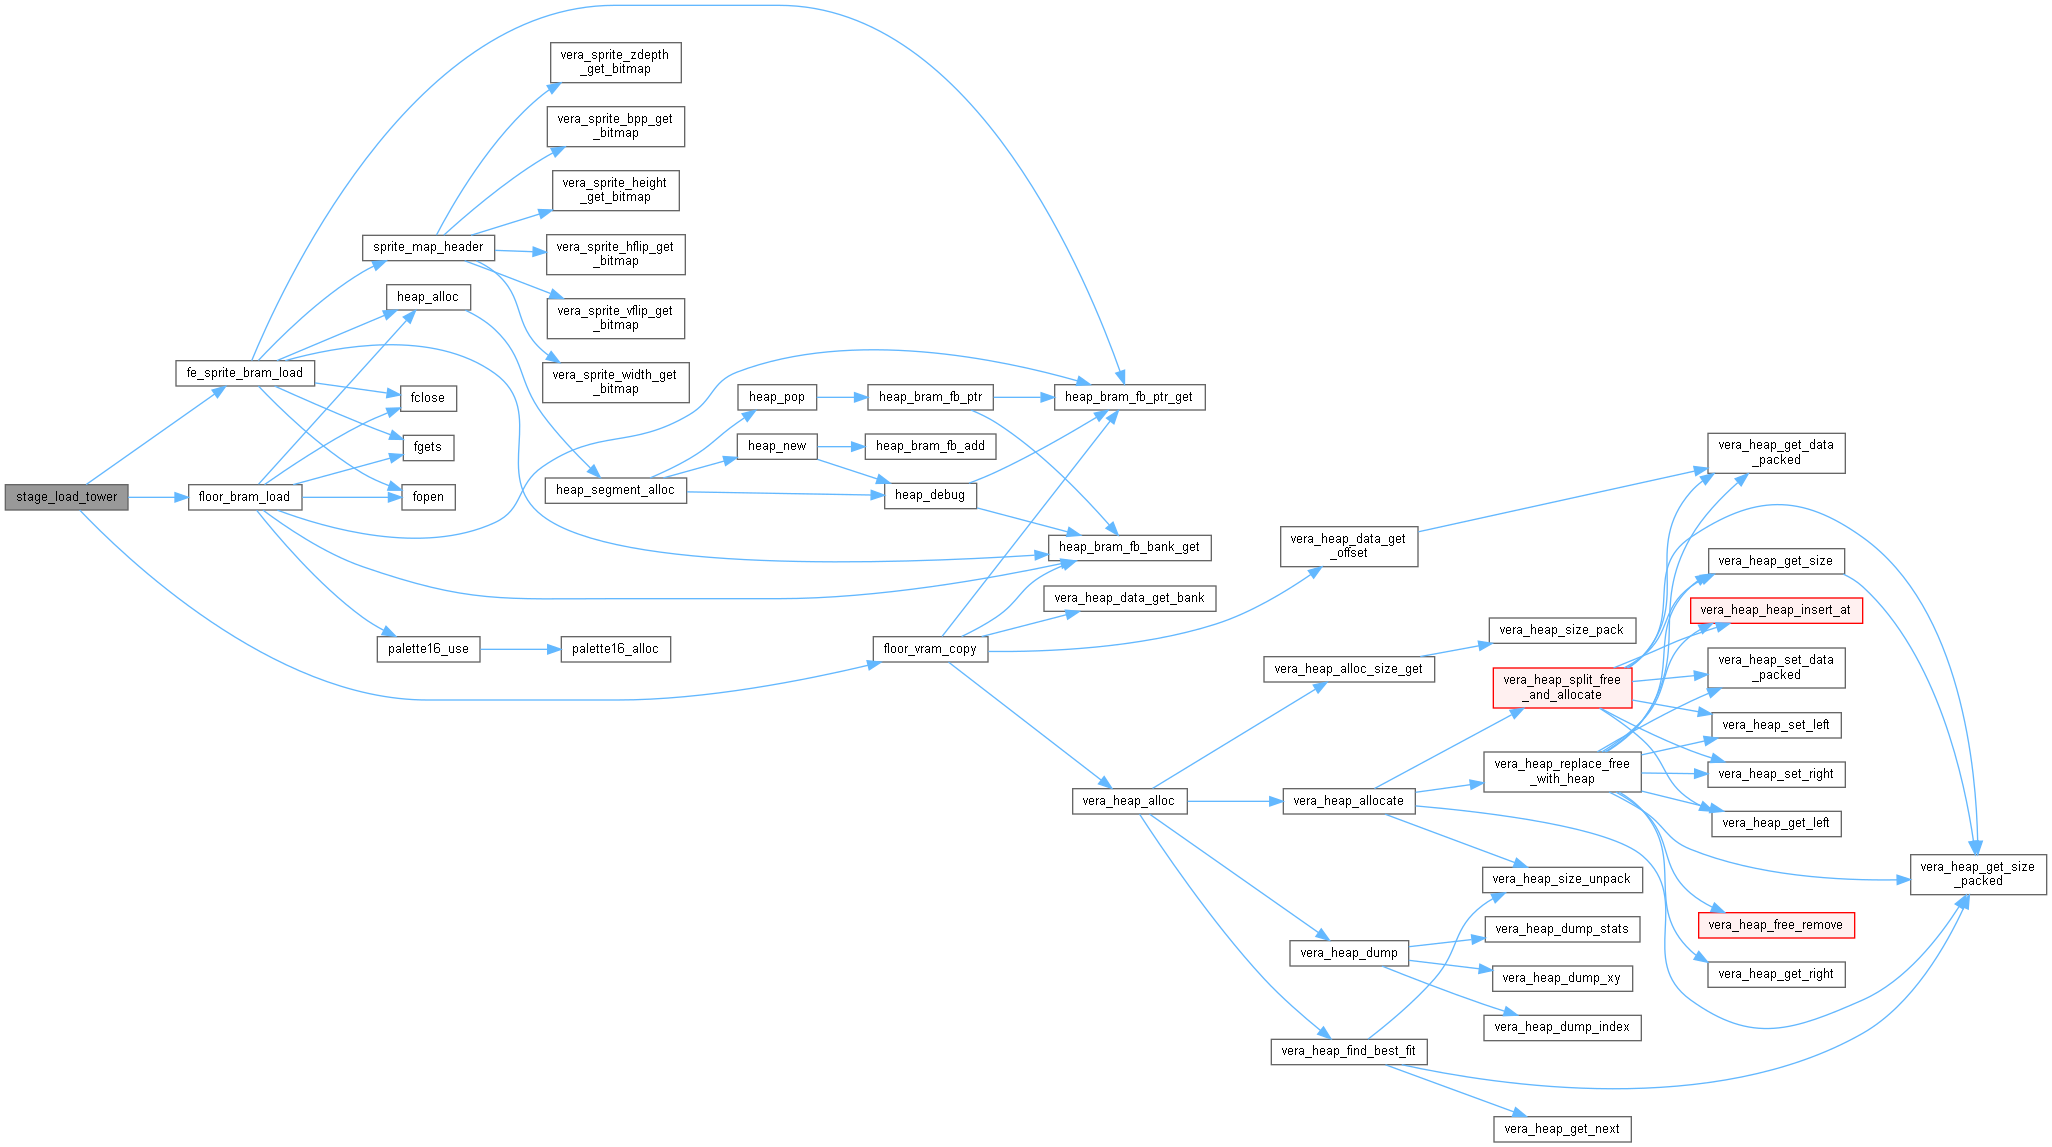 stage_load_tower
fe_sprite_bram_load
floor_bram_load
sprite_map_header
heap_alloc
fclose
fgets
fopen
palette16_use
vera_sprite_zdepth
_get_bitmap
vera_sprite_bpp_get
_bitmap
vera_sprite_height
_get_bitmap
vera_sprite_hflip_get
_bitmap
vera_sprite_vflip_get
_bitmap
vera_sprite_width_get
_bitmap
heap_segment_alloc
palette16_alloc
heap_pop
heap_new
heap_bram_fb_ptr
heap_bram_fb_add
heap_debug
floor_vram_copy
heap_bram_fb_ptr_get
heap_bram_fb_bank_get
vera_heap_data_get_bank
vera_heap_alloc
vera_heap_data_get
_offset
vera_heap_alloc_size_get
vera_heap_allocate
vera_heap_dump
vera_heap_find_best_fit
vera_heap_size_pack
vera_heap_split_free
_and_allocate
vera_heap_replace_free
_with_heap
vera_heap_size_unpack
vera_heap_dump_stats
vera_heap_dump_xy
vera_heap_dump_index
vera_heap_get_next
vera_heap_get_data
_packed
vera_heap_get_size
vera_heap_heap_insert_at
vera_heap_set_data
_packed
vera_heap_set_left
vera_heap_set_right
vera_heap_get_left
vera_heap_free_remove
vera_heap_get_right
vera_heap_get_size
_packed